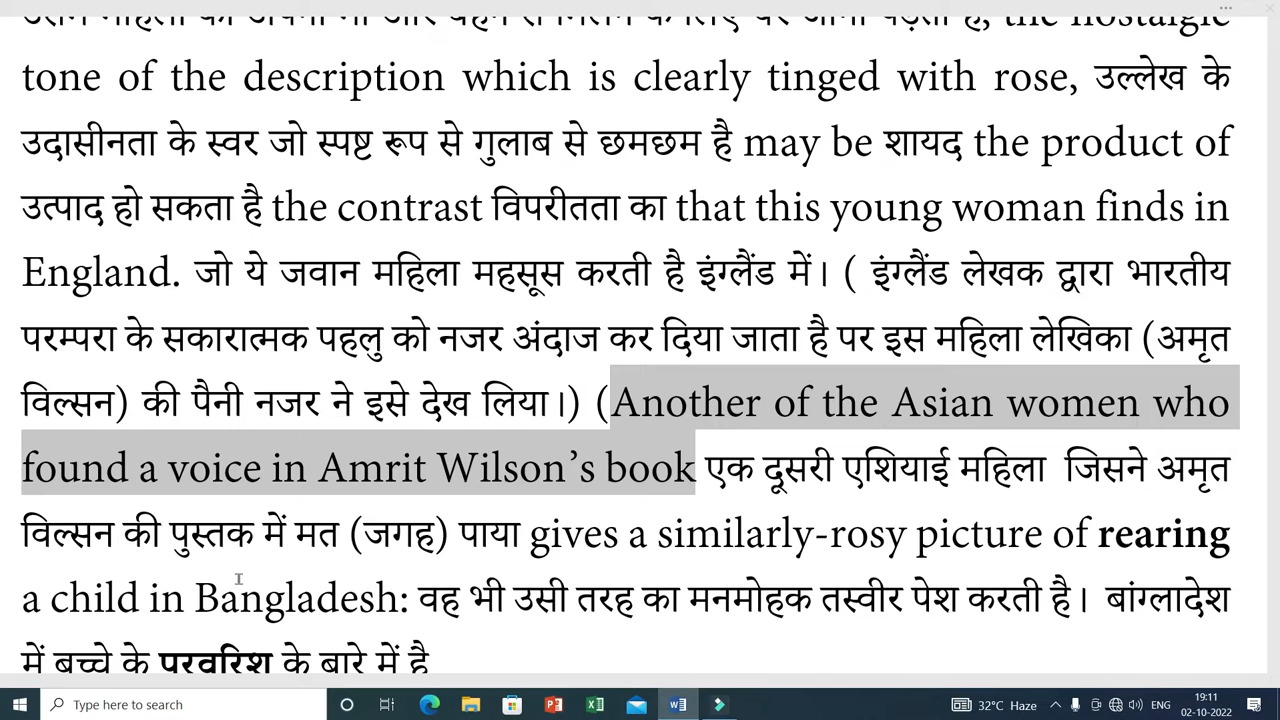 tone of the description which is clearly tinged with rose, उल्लेख के
उदासीनता के स्वर जो स्पष्ट रूप से गुलाब से छमछम है may be शायद the product of
उत्पाद हो सकता है the contrast विपरीतता का that this young woman finds in
England. जो ये जवान महिला महसूस करती है इंग्लैंड में। ( इंग्लैंड लेखक द्वारा भारतीय
परम्परा के सकारात्मक पहलु को नजर अंदाज कर दिया जाता है पर इस महिला लेखिका (अमृत
विल्सन) की पैनी नजर ने इसे देख लिया।) (Another of the Asian women who
found a voice in Amrit Wilson’s book एक दूसरी एशियाई महिला जिसने अमृत
विल्सन की पुस्तक में मत (जगह) पाया gives a similarly-rosy picture of rearing
a child in Bangladesh: वह भी उसी तरह का मनमोहक तस्वीर पेश करती है। बांग्लादेश
में बच्चे के परवरिश के बारे में है
Type here to search
32°C Haze
ENG
19:11
02-10-2022